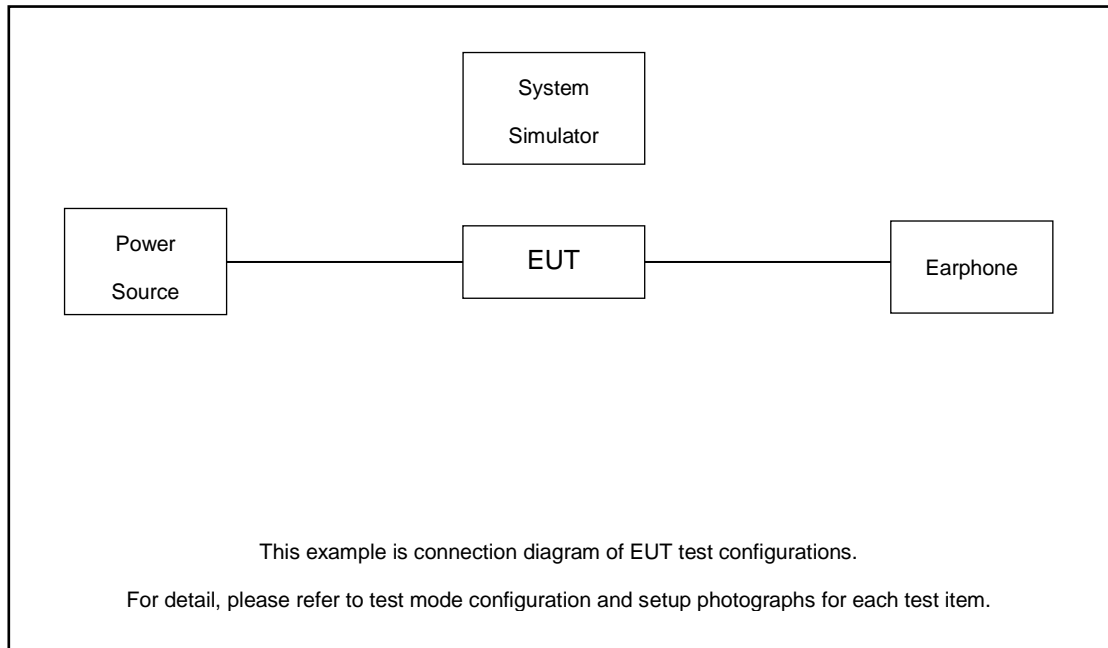 System
Simulator
Power
Source
EUT
Earphone
This example is connection diagram of EUT test configurations.
For detail, please refer to test mode configuration and setup photographs for each test item.